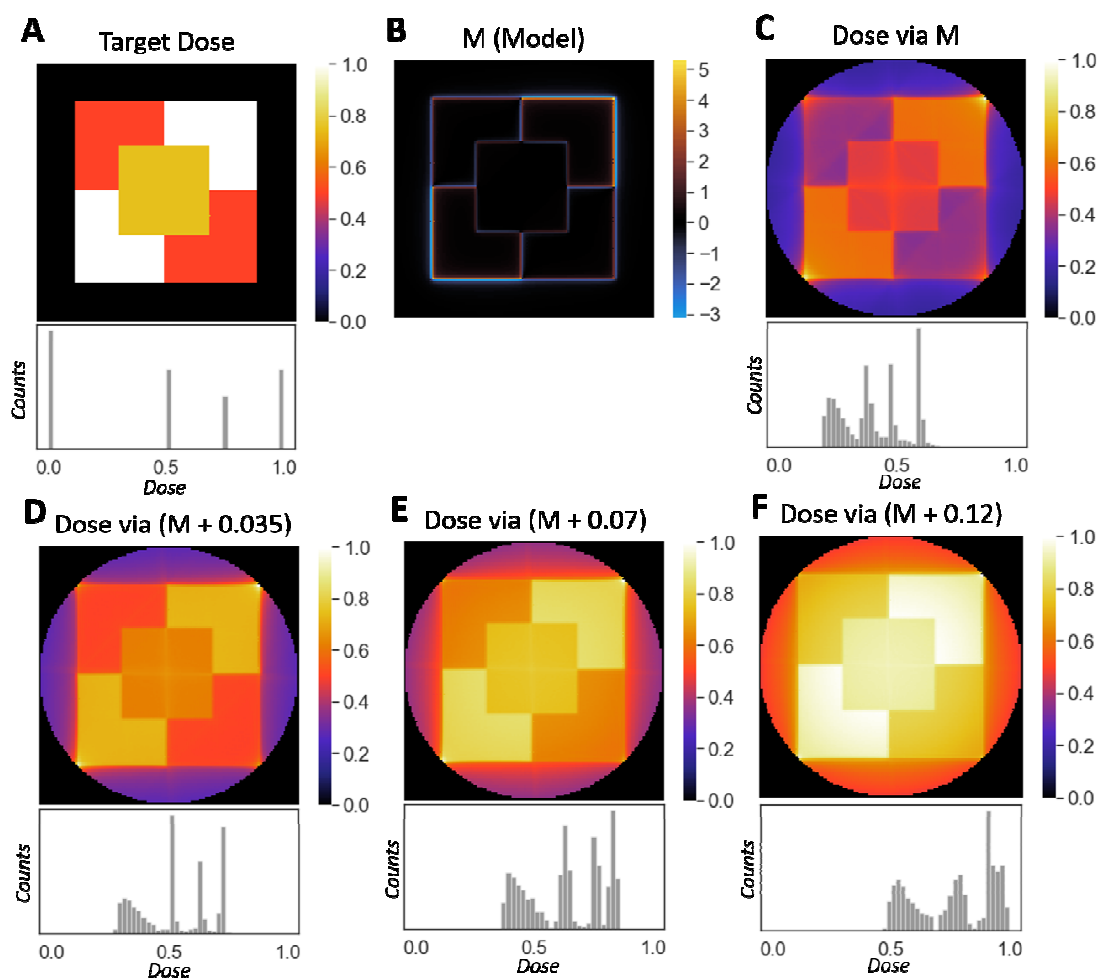 A
Target Dose
1.0
0.8
0.6
0.4
0.2
0.0
Counts
0.0 0.5 1.0
Dose
B
M (Model)
5
4
3
2
1
0
−1
−2
−3
C
Dose via M
1.0
0.8
0.6
0.4
0.2
0.0
Counts
0.0 0.5 1.0
Dose
D
Dose via (M + 0.035)
1.0
0.8
0.6
0.4
0.2
0.0
Counts
0.0 0.5 1.0
Dose
E
Dose via (M + 0.07)
1.0
0.8
0.6
0.4
0.2
0.0
Counts
0.0 0.5 1.0
Dose
F
Dose via (M + 0.12)
1.0
0.8
0.6
0.4
0.2
0.0
Counts
0.0 0.5 1.0
Dose